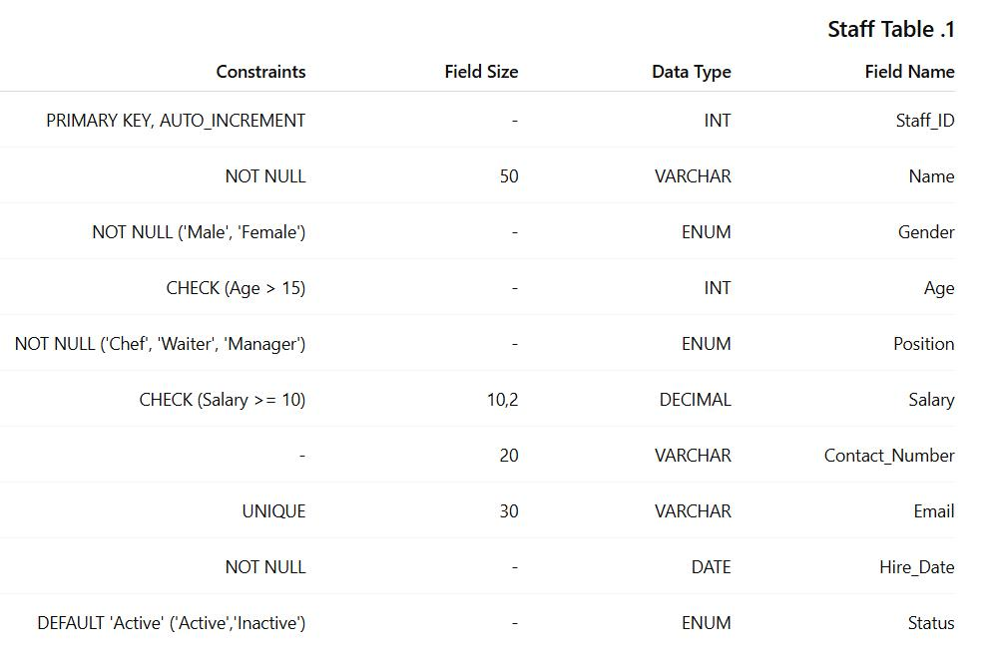 Staff Table .1
Constraints Field Size Data Type Field Name
PRIMARY KEY, AUTO_INCREMENT - INT Staff_ID
NOT NULL 50 VARCHAR Name
NOT NULL ('Male', 'Female') - ENUM Gender
CHECK (Age > 15) - INT Age
NOT NULL ('Chef', 'Waiter', 'Manager') - ENUM Position
CHECK (Salary >= 10) 10,2 DECIMAL Salary
- 20 VARCHAR Contact_Number
UNIQUE 30 VARCHAR Email
NOT NULL - DATE Hire_Date
DEFAULT 'Active' ('Active','Inactive') - ENUM Status